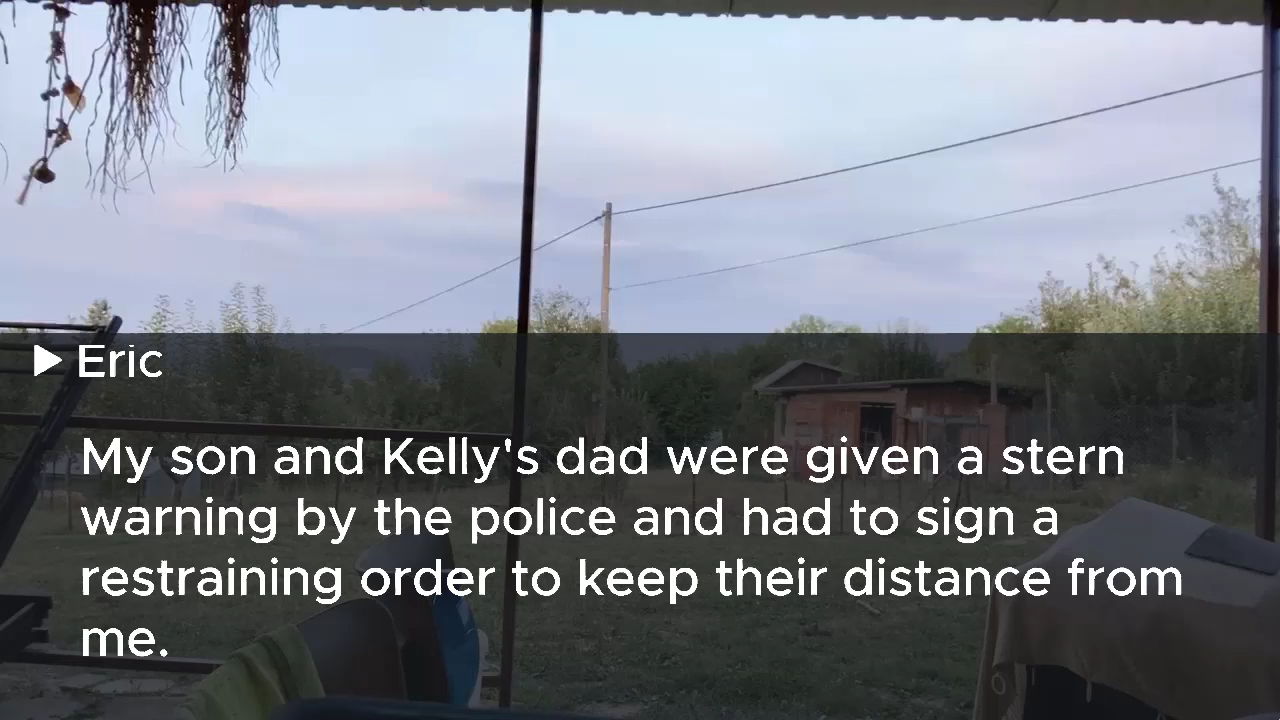 Eric
My son and Kelly's dad were given a stern
warning by the police and had to sign a
restraining order to keep their distance from
me.